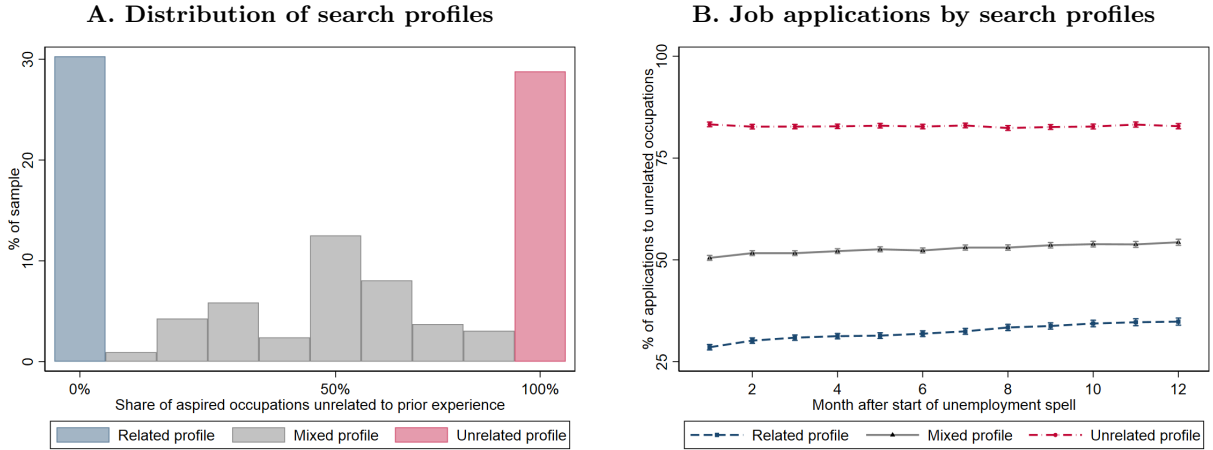 A. Distribution of search profiles
% of sample
30
20
10
0
0%
50%
100%
Share of aspired occupations unrelated to prior experience
Related profile
Mixed profile
Unrelated profile
B. Job applications by search profiles
% of applications to unrelated occupations
100
75
50
25
2
4
6
8
10
12
Month after start of unemployment spell
Related profile
Mixed profile
Unrelated profile